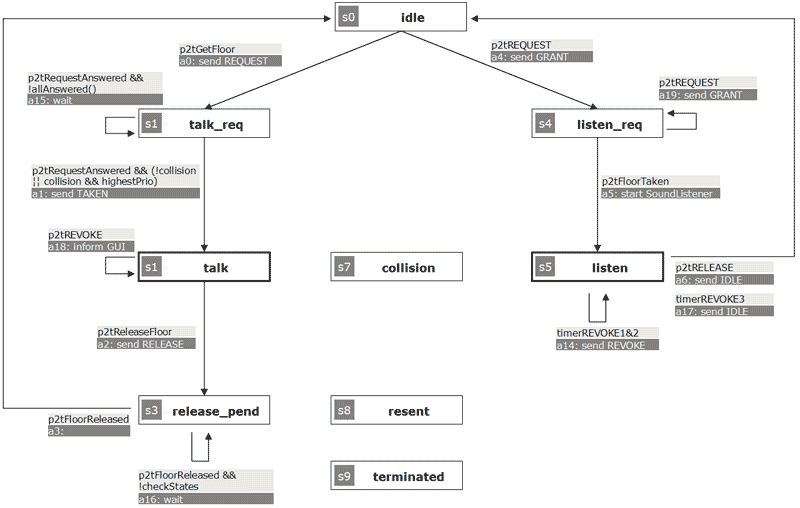 s0 idle
p2tGetFloor
a0: send REQUEST
p2tREQUEST
a4: send GRANT
p2tRequestAnswered &&
!allAnswered()
a15: wait
p2tREQUEST
a19: send GRANT
s1 talk_req
s4 listen_req
p2tRequestAnswered && (!collision
|| collision && highestPrio)
a1: send TAKEN
p2tFloorTaken
a5: start SoundListener
p2tREVOKE
a18: inform GUI
s1 talk
s7 collision
s5 listen
p2tRELEASE
a6: send IDLE
timerREVOKE3
a17: send IDLE
p2tReleaseFloor
a2: send RELEASE
timerREVOKE1&2
a14: send REVOKE
s3 release_pend
s8 resent
p2tFloorReleased
a3:
p2tFloorReleased &&
!checkStates
a16: wait
s9 terminated